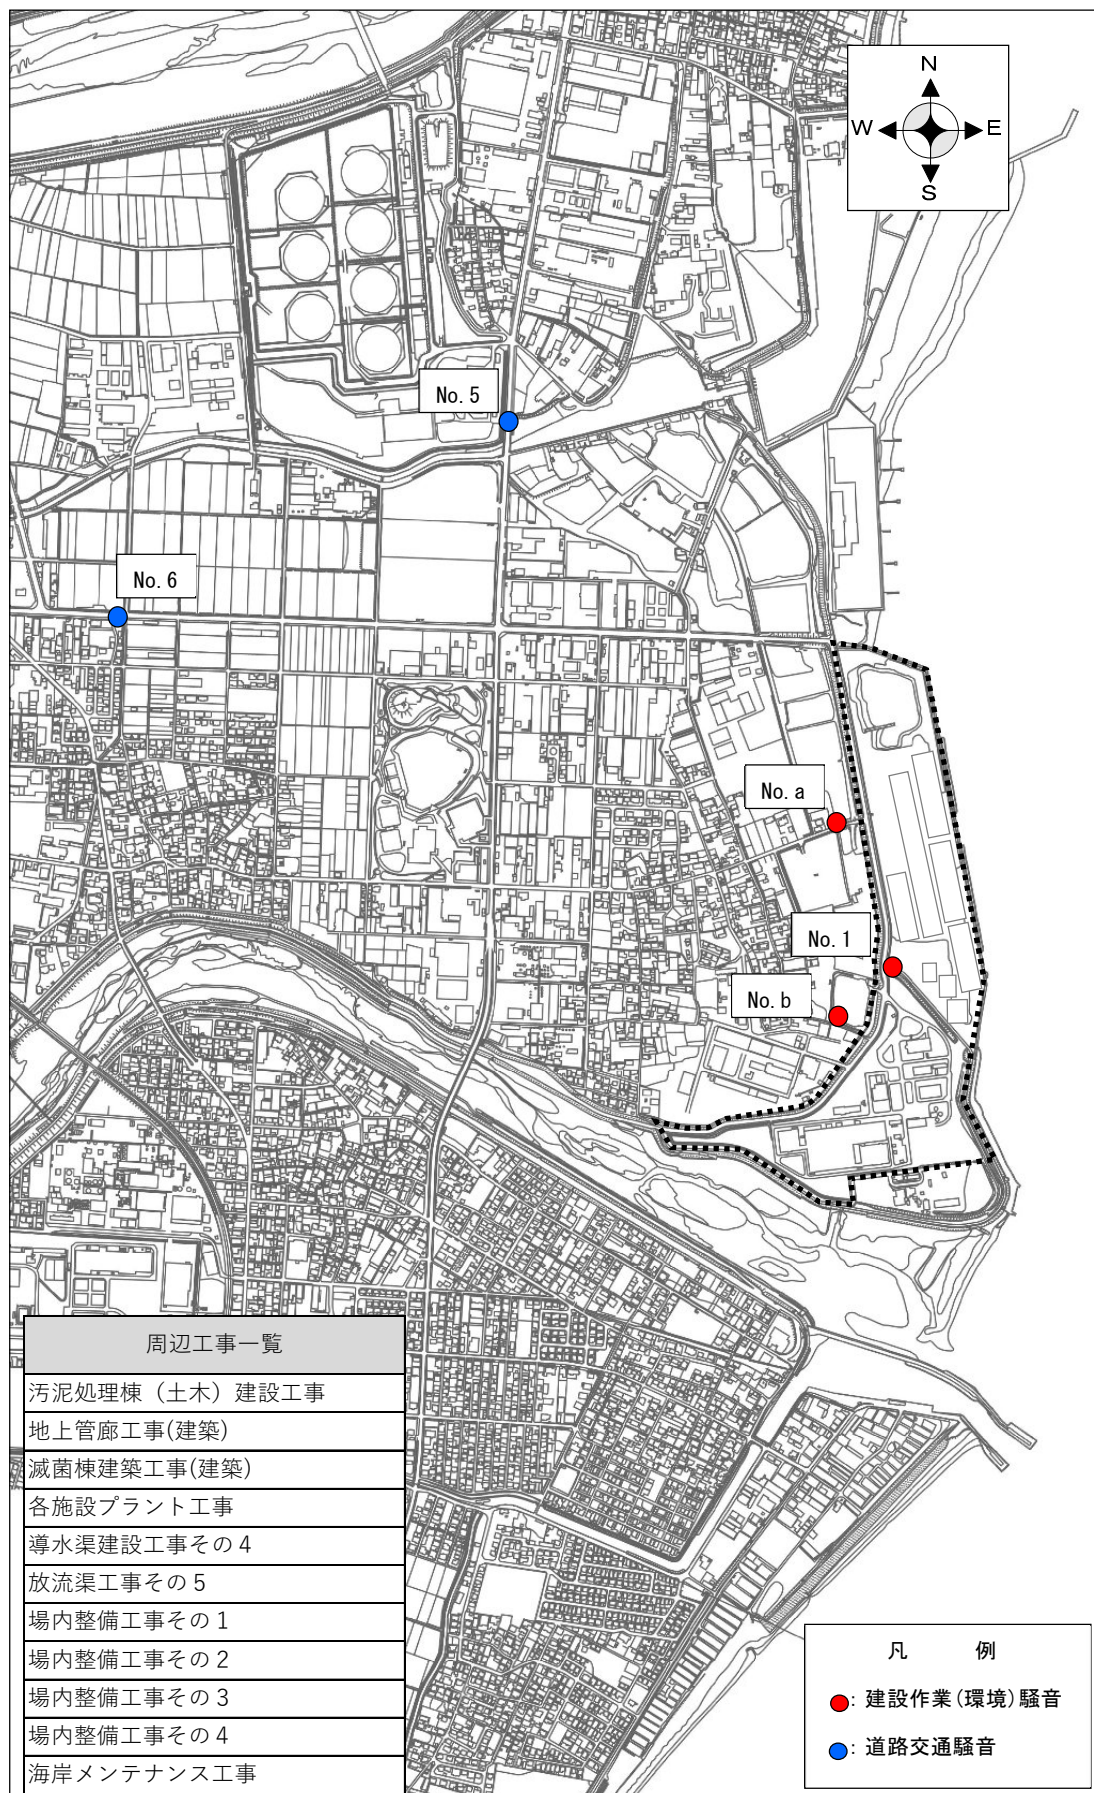 N
W E
S
No. 5
No. 6
No. a
No. 1
No. b
周辺工事一覧
汚泥処理棟（土木）建設工事
地上管廊工事(建築)
滅菌棟建築工事(建築)
各施設プラント工事
導水渠建設工事その４
放流渠工事その５
場内整備工事その１
場内整備工事その２
場内整備工事その３
場内整備工事その４
海岸メンテナンス工事
凡 例
：建設作業(環境)騒音
：道路交通騒音